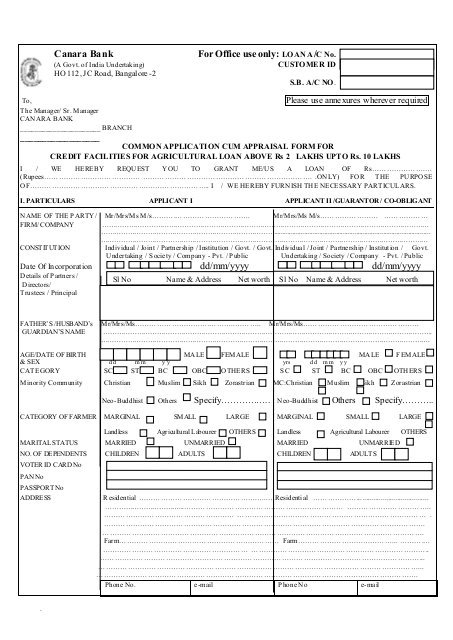 Canara Bank For Office use only: LOAN A/C No.
(A Govt. of India Undertaking) CUSTOMER ID
HO 112, JC Road, Bangalore -2
S.B. A/C NO.
To, Please use annexures wherever required
The Manager/ Sr. Manager
CANARA BANK
_____________________ BRANCH
_____________________
COMMON APPLICATION CUM APPRAISAL FORM FOR
CREDIT FACILITIES FOR AGRICULTURAL LOAN ABOVE Rs 2 LAKHS UPTO Rs. 10 LAKHS
I / WE HEREBY REQUEST YOU TO GRANT ME/US A LOAN OF Rs........................
(Rupees................................................................ ONLY) FOR THE PURPOSE
OF................................................................ I / WE HEREBY FURNISH THE NECESSARY PARTICULARS.
I. PARTICULARS APPLICANT I APPLICANT II /GUARANTOR / CO-OBLIGANT
NAME OF THE PARTY / Mr/Mrs/Ms M/s................................ Mr/Mrs/Ms M/s................................
FIRM/ COMPANY
CONSTITUTION Individual / Joint / Partnership / Institution / Govt. / Govt. Individual / Joint / Partnership / Institution / Govt.
Undertaking / Society / Company - Pvt. / Public Undertaking / Society / Company - Pvt. / Public
Date Of Incorporation dd/mm/yyyy dd/mm/yyyy
Details of Partners / Sl No Name & Address Net worth Sl No Name & Address Net worth
Directors/
Trustees / Principal
FATHER'S /HUSBAND's Mr/Mrs/Ms................................ Mr /Mrs/Ms................................
GUARDIAN'S NAME
AGE/DATE OF BIRTH MALE FEMALE MALE FEMALE
& SEX dd mm yy yrs dd mm yy
CATEGORY SC ST BC OBC OTHERS SC ST BC OBC OTHERS
Minority Community Christian Muslim Sikh Zorastrian MC:Christian Muslim Sikh Zorastrian
Neo-Buddhist Others Specify............... Neo-Buddhist Others Specify...............
CATEGORY OF FARMER MARGINAL SMALL LARGE MARGINAL SMALL LARGE
Landless Agricultural Labourer OTHERS Landless Agricultural Labourer OTHERS
MARITAL STATUS MARRIED UNMARRIED MARRIED UNMARRIED
NO. OF DEPENDENTS CHILDREN ADULTS CHILDREN ADULTS
VOTER ID CARD No
PAN No
PASSPORT No
ADDRESS Residential ................................ Residential ................................
Farm................................ Farm................................
Phone No. e-mail Phone No e-mail